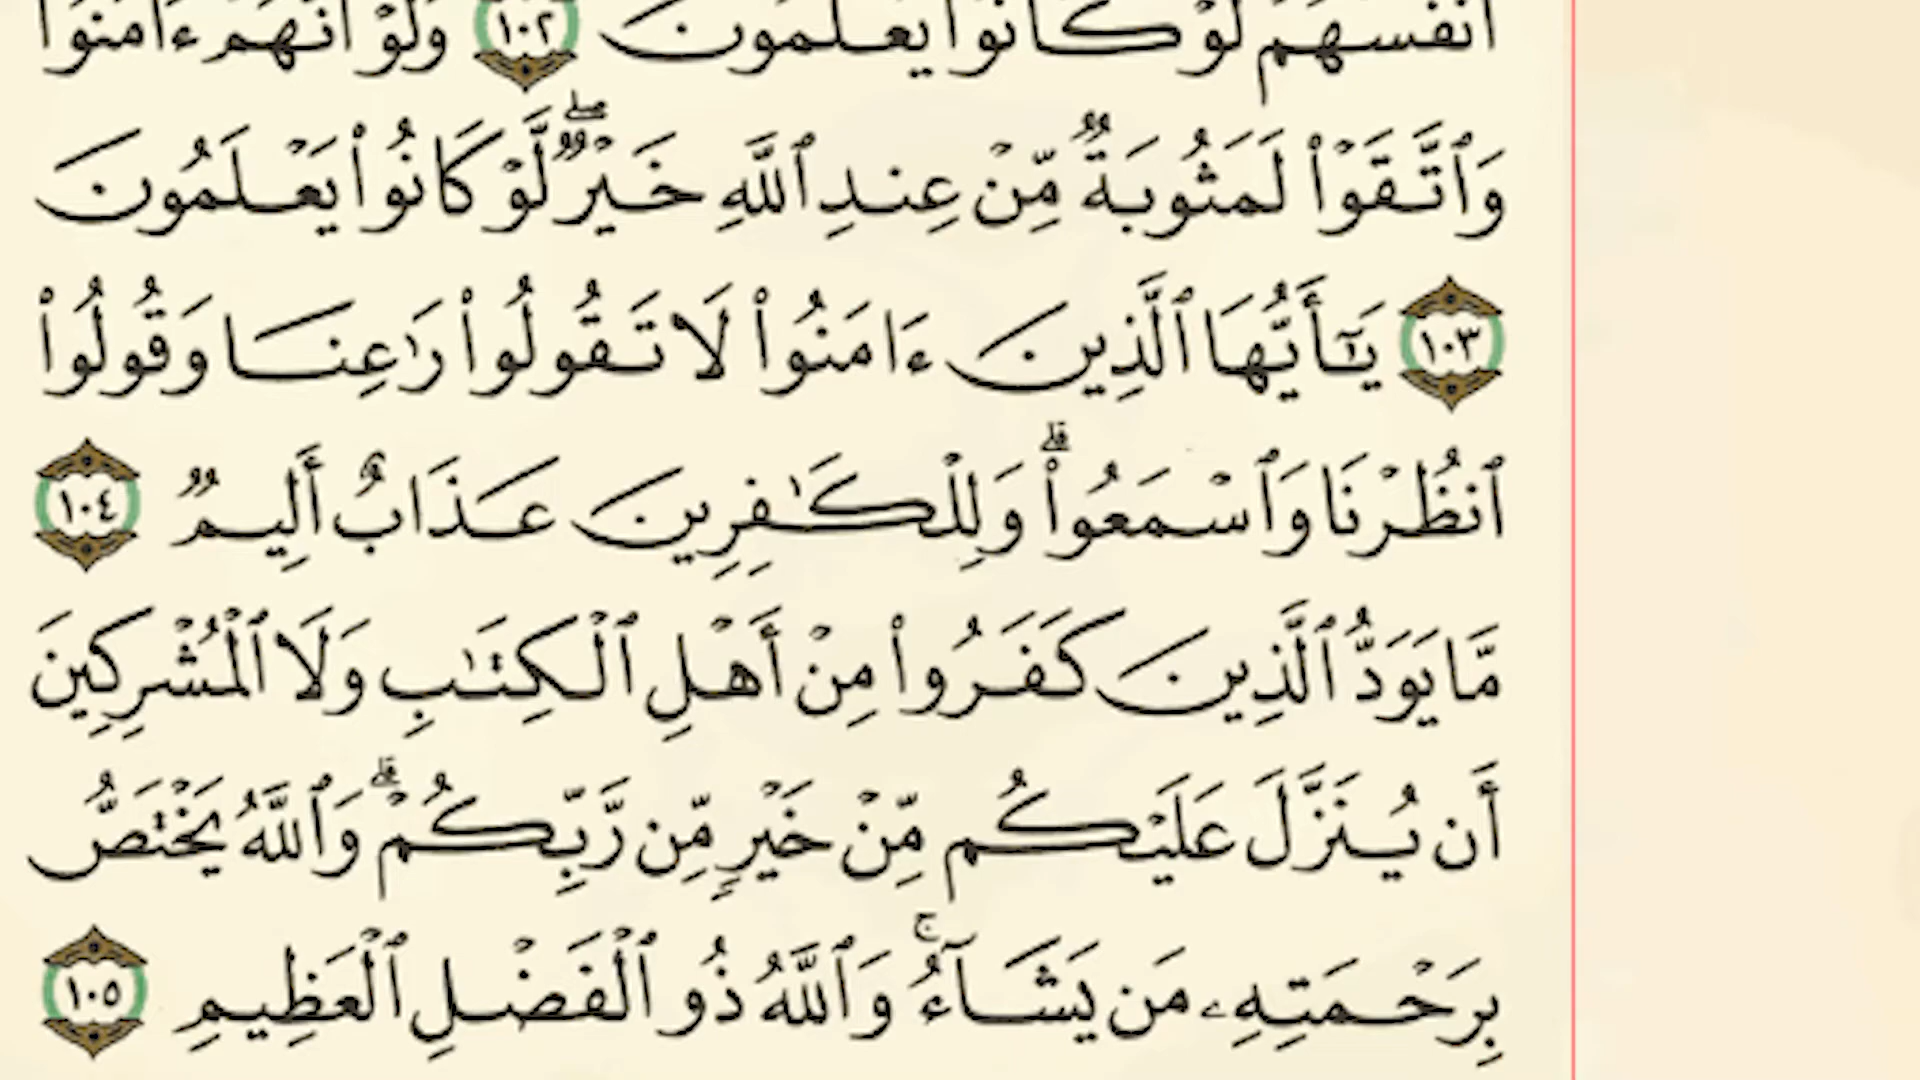 أَنفُسَهُمْ لَوْ كَانُوا۟ يَعْلَمُونَ ١٠٢ وَلَوْ أَنَّهُمْ ءَامَنُوا۟
وَٱتَّقَوْا۟ لَمَثُوبَةٌ مِّنْ عِندِ ٱللَّهِ خَيْرٌ ۖ لَّوْ كَانُوا۟ يَعْلَمُونَ
١٠٣ يَـٰٓأَيُّهَا ٱلَّذِينَ ءَامَنُوا۟ لَا تَقُولُوا۟ رَٰعِنَا وَقُولُوا۟
ٱنظُرْنَا وَٱسْمَعُوا۟ ۗ وَلِلْكَـٰفِرِينَ عَذَابٌ أَلِيمٌ ١٠٤
مَّا يَوَدُّ ٱلَّذِينَ كَفَرُوا۟ مِنْ أَهْلِ ٱلْكِتَـٰبِ وَلَا ٱلْمُشْرِكِينَ
أَن يُنَزَّلَ عَلَيْكُم مِّنْ خَيْرٍ مِّن رَّبِّكُمْ ۗ وَٱللَّهُ يَخْتَصُّ
بِرَحْمَتِهِۦ مَن يَشَآءُ ۚ وَٱللَّهُ ذُو ٱلْفَضْلِ ٱلْعَظِيمِ ١٠٥